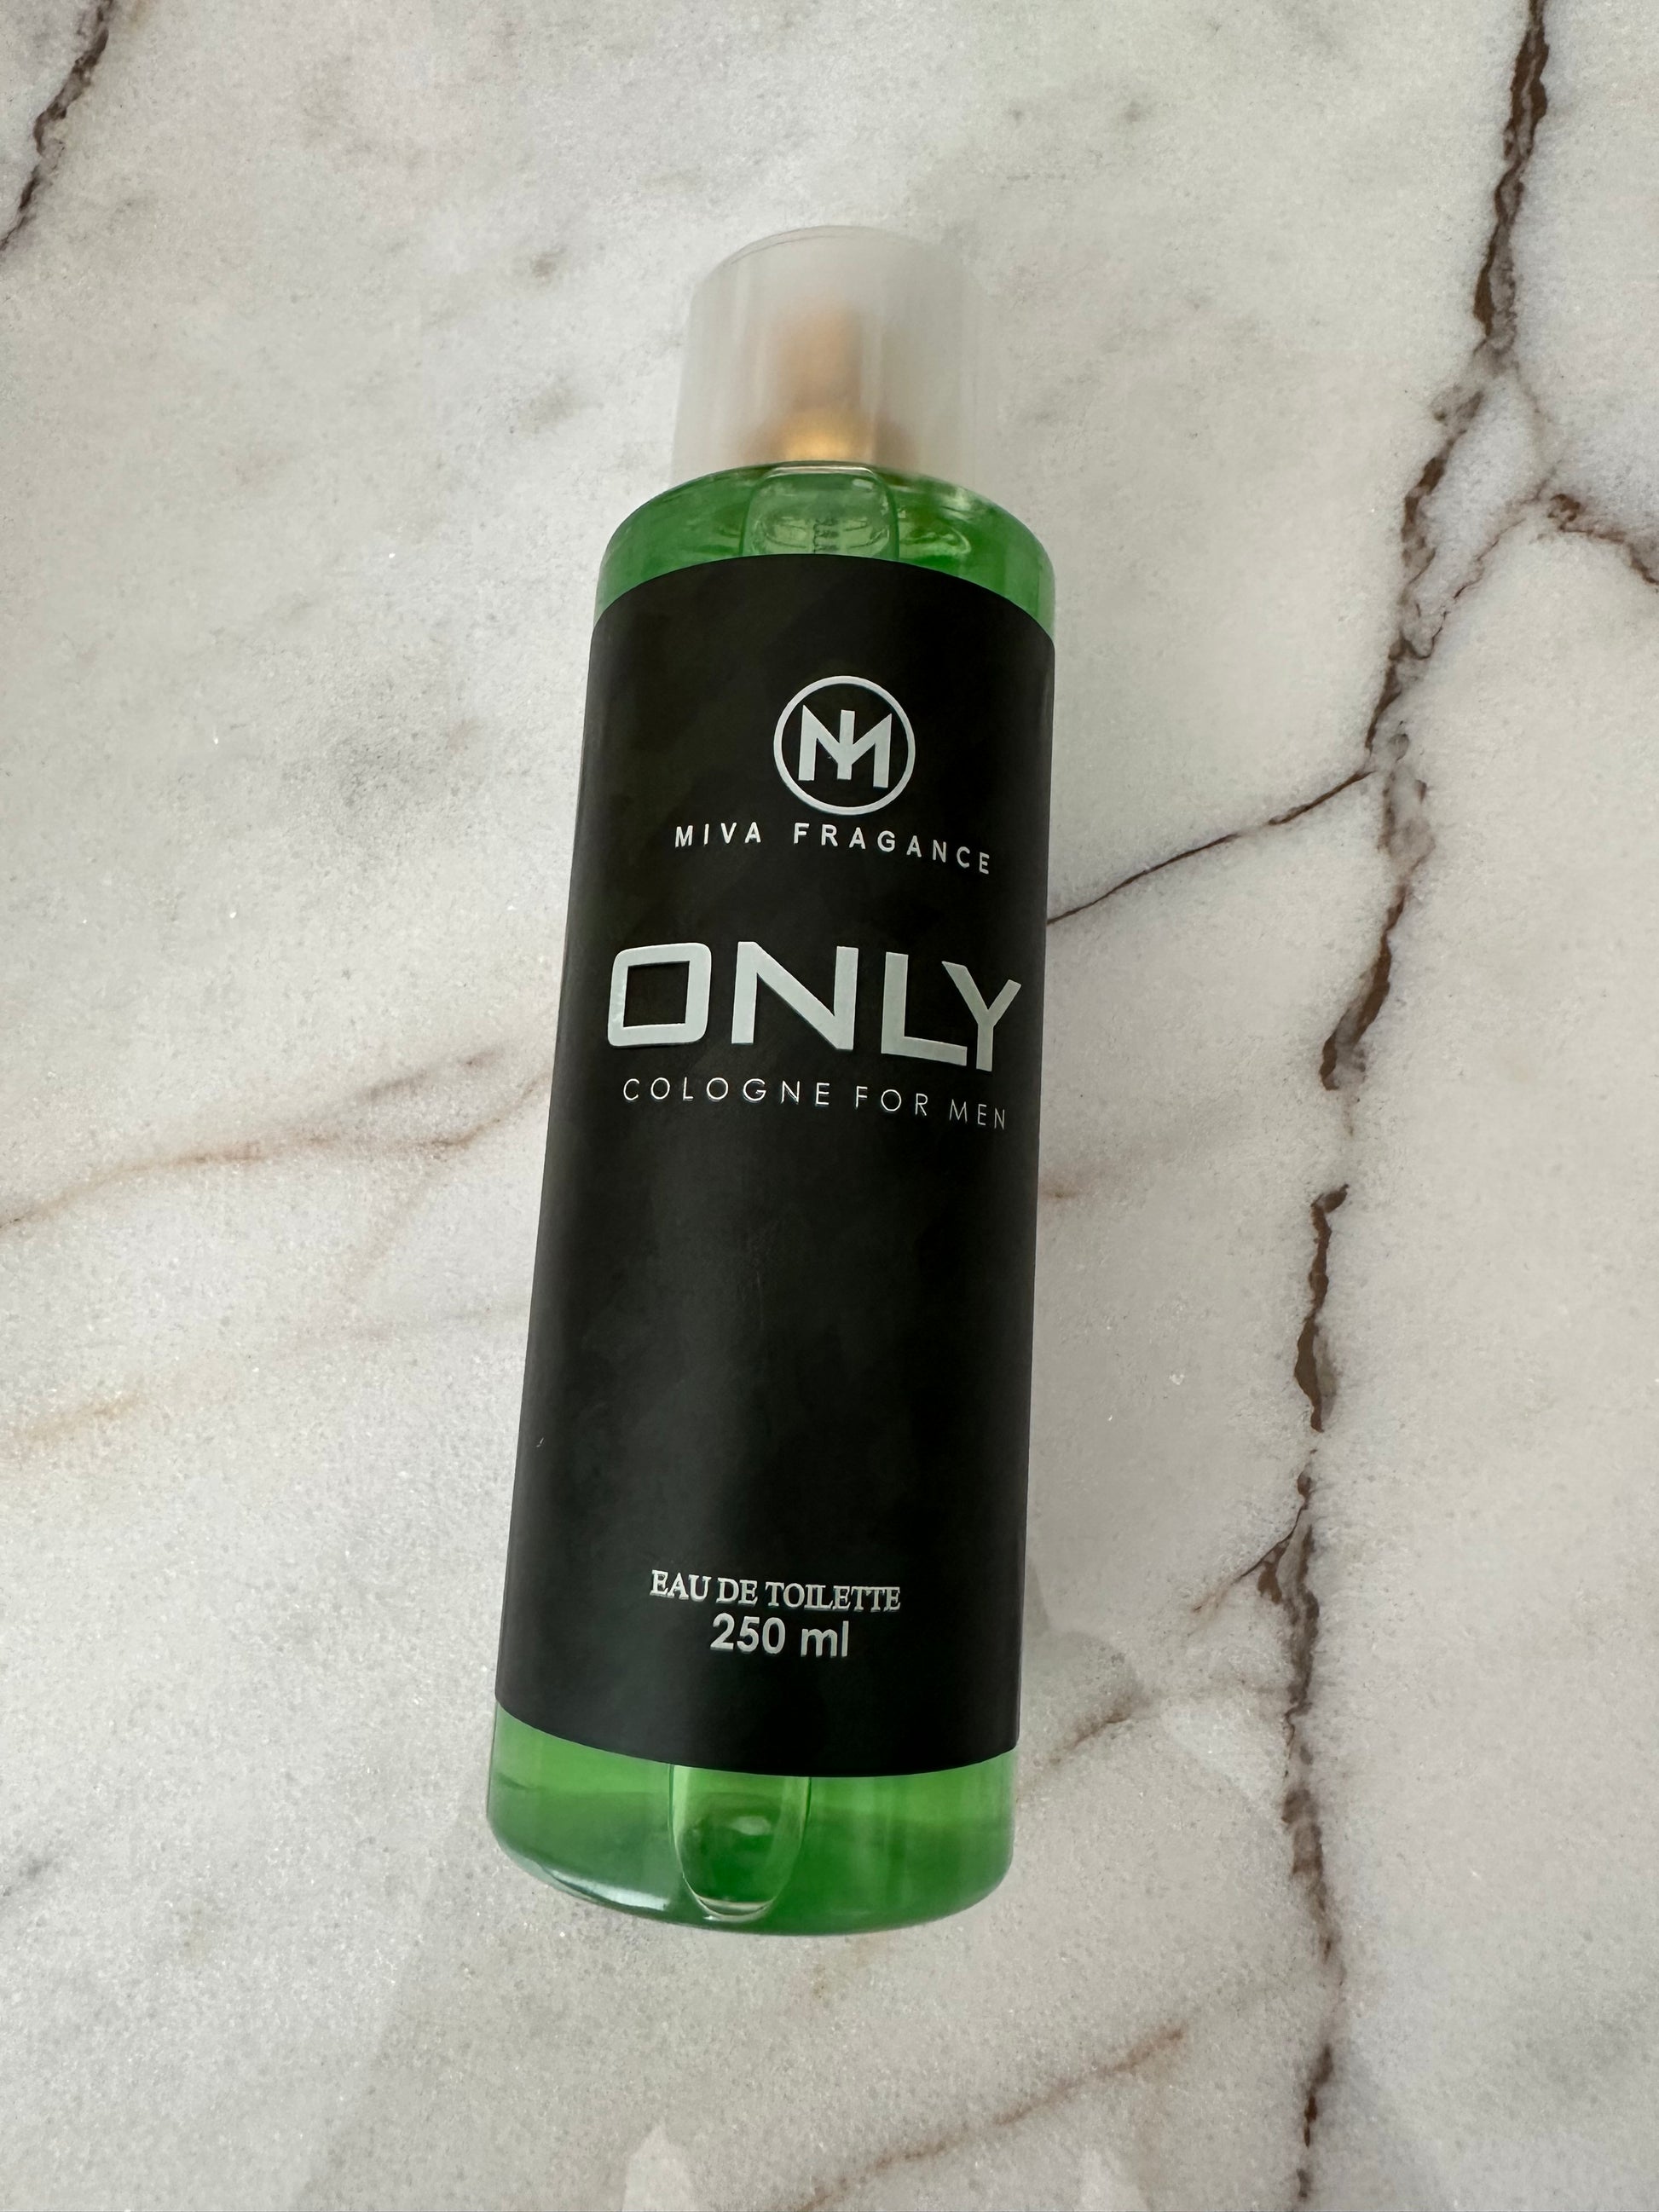 MIVA FRAGANCE
ONLY
COLOGNE FOR MEN
EAU DE TOILETTE
250 ml